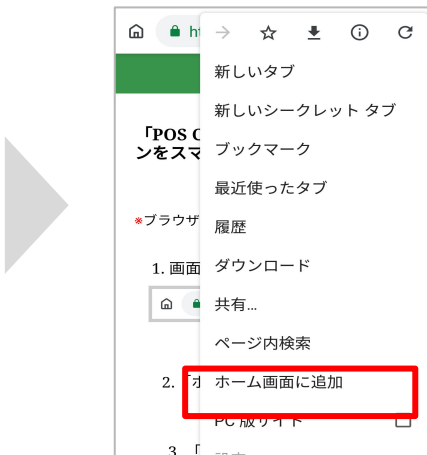 ht
新しいタブ
新しいシークレット タブ
「POS C
ンをスマ
ブックマーク
最近使ったタブ
※ブラウザ
履歴
1. 画面
ダウンロード
共有...
ページ内検索
2. 「ホ
ホーム画面に追加
PC 版サイト
3. 「